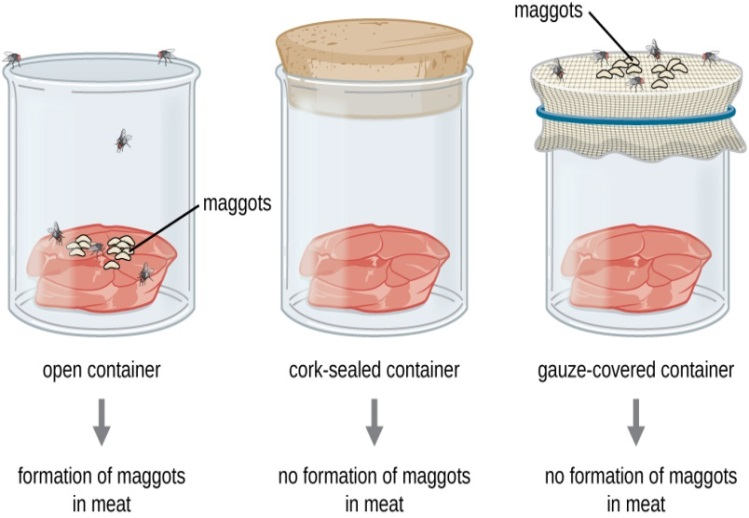 maggots
maggots
open container
cork-sealed container
gauze-covered container
formation of maggots
in meat
no formation of maggots
in meat
no formation of maggots
in meat